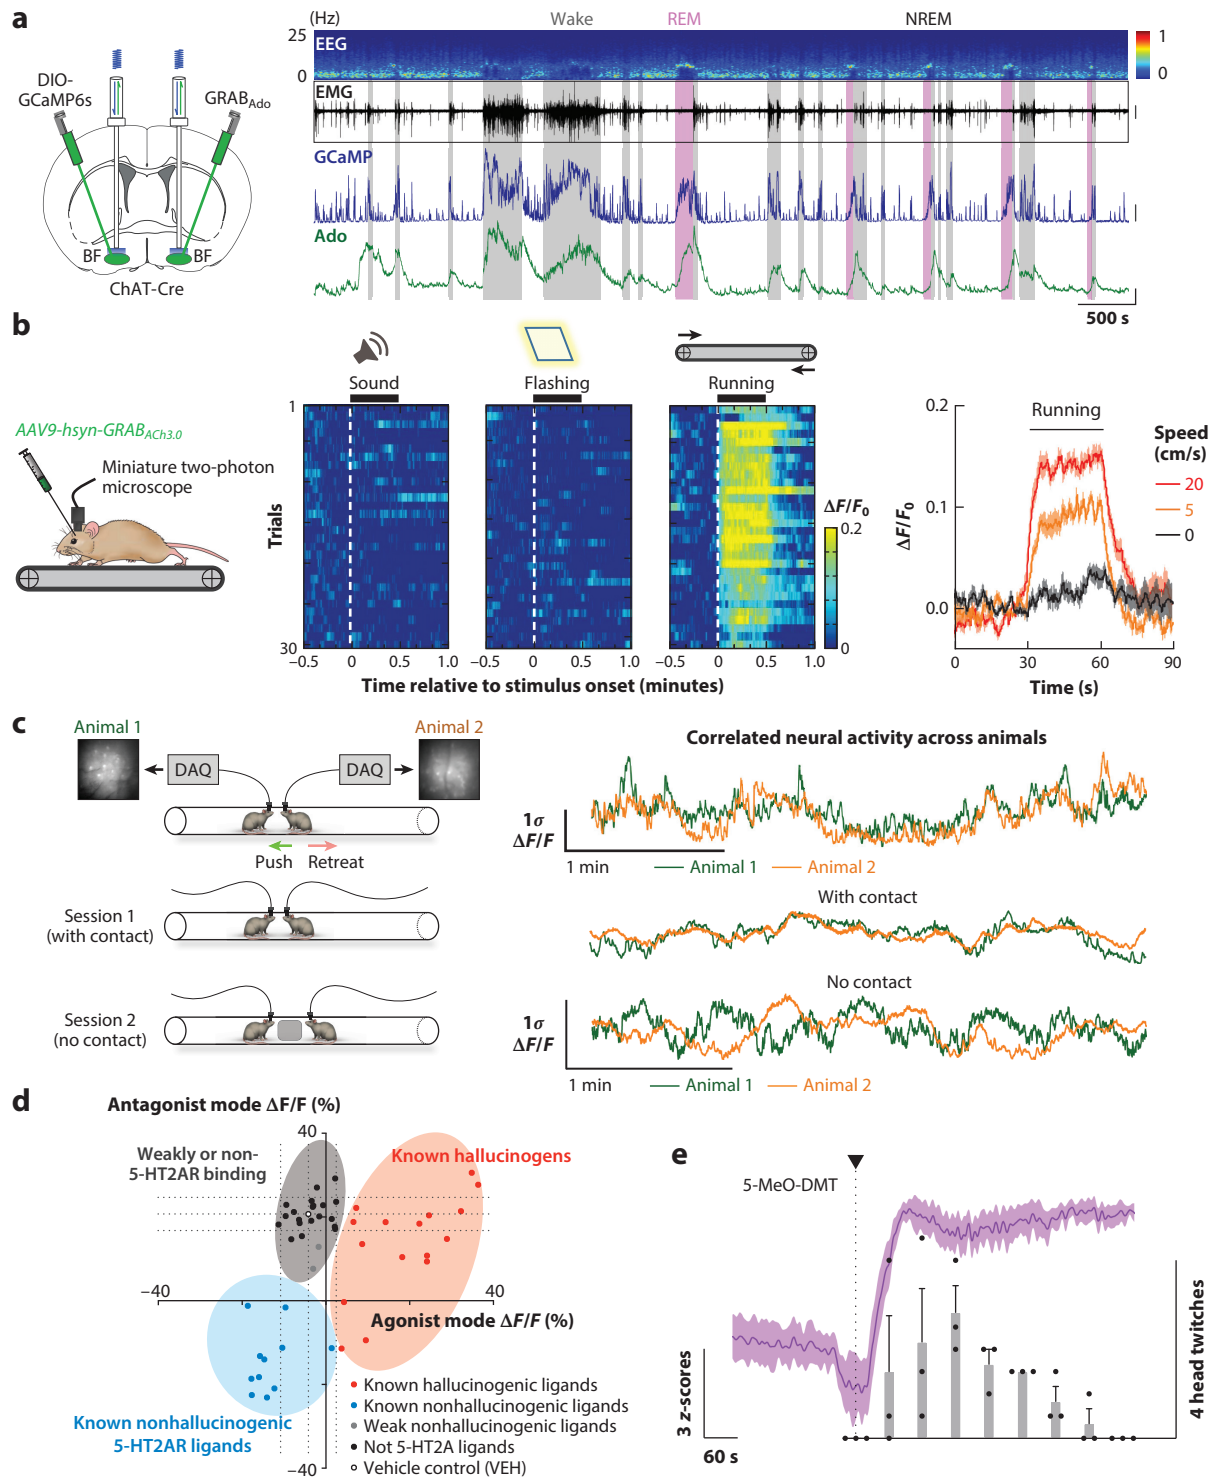 a
(Hz)
Wake
REM
NREM
25
EEG
0
1
0
DIO-
GCaMP6s
GRABAdo
EMG
GCaMP
Ado
BF
BF
ChAT-Cre
500 s
b
Sound
Flashing
Running
AAV9-hsyn-GRABACh3.0
Miniature two-photon
microscope
1
Trials
30
−0.5 0 0.5 1.0
−0.5 0 0.5 1.0
−0.5 0 0.5 1.0
Time relative to stimulus onset (minutes)
ΔF/F0
0.2
0
0.2
0.1
0.0
ΔF/F0
Running
Speed
(cm/s)
20
5
0
0 30 60 90
Time (s)
c
Animal 1
Animal 2
DAQ
DAQ
Push
Retreat
Session 1
(with contact)
Session 2
(no contact)
Correlated neural activity across animals
1σ
ΔF/F
1 min
Animal 1
Animal 2
With contact
No contact
1σ
ΔF/F
1 min
Animal 1
Animal 2
d
Antagonist mode ΔF/F (%)
40
Weakly or non-
5-HT2AR binding
Known hallucinogens
−40
40
Agonist mode ΔF/F (%)
Known nonhallucinogenic
5-HT2AR ligands
−40
Known hallucinogenic ligands
Known nonhallucinogenic ligands
Weak nonhallucinogenic ligands
Not 5-HT2A ligands
Vehicle control (VEH)
e
5-MeO-DMT
3 z-scores
60 s
4 head twitches